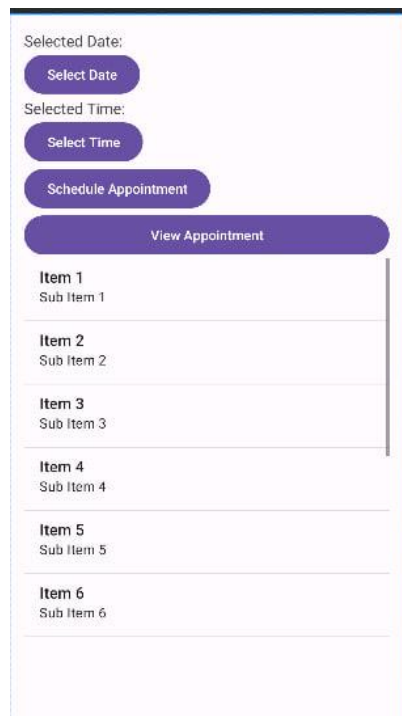 Selected Date:
Select Date
Selected Time:
Select Time
Schedule Appointment
View Appointment
Item 1
Sub Item 1
Item 2
Sub Item 2
Item 3
Sub Item 3
Item 4
Sub Item 4
Item 5
Sub Item 5
Item 6
Sub Item 6